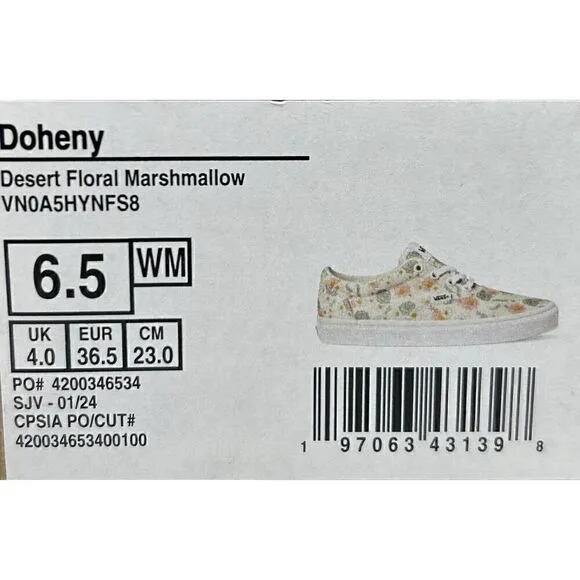 Doheny
Desert Floral Marshmallow
VN0A5HYNFS8
6.5 WM
UK EUR CM
4.0 36.5 23.0
PO# 4200346534
SJV - 01/24
CPSIA PO/CUT#
420034653400100
VANS
1 97063 43139 8